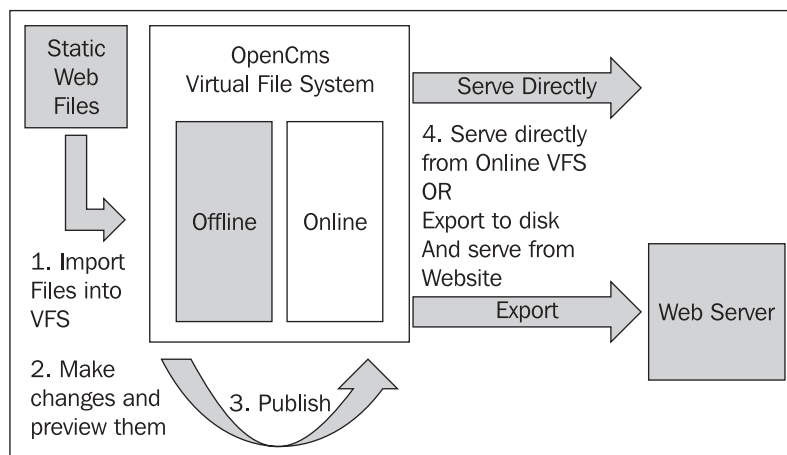 Static
Web
Files
OpenCms
Virtual File System
Offline
Online
1. Import
Files into
VFS
2. Make
changes and
preview them
3. Publish
Serve Directly
4. Serve directly
from Online VFS
OR
Export to disk
And serve from
Website
Export
Web Server